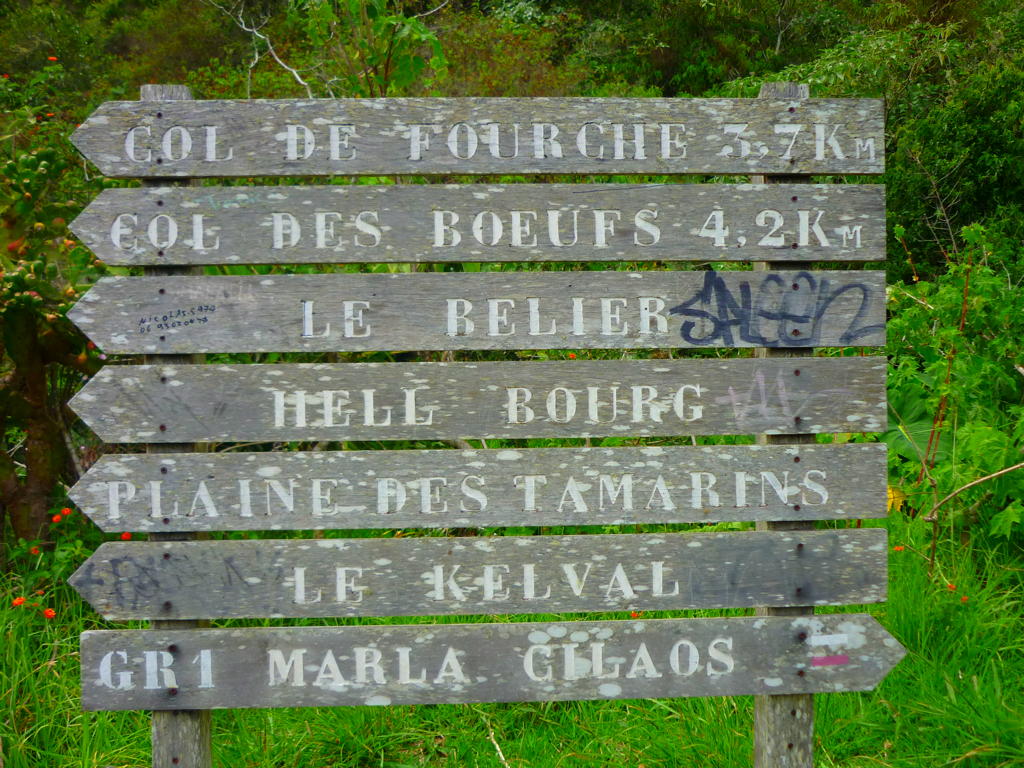 COL DE FOURCHE 3,7KM
COL DES BOEUFS 4,2KM
LE BELIER
HELL BOURG
PLAINE DES TAMARINS
LE KELVAL
GR1 MARLA CILAOS